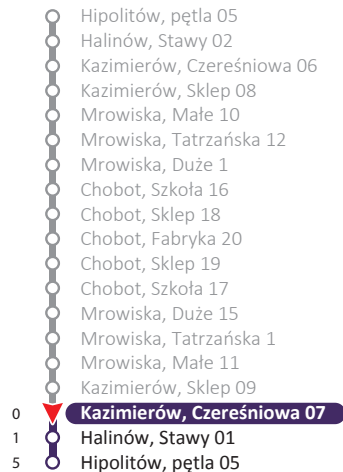 Hipolitów, pętla 05
Halinów, Stawy 02
Kazimierów, Czereśniowa 06
Kazimierów, Sklep 08
Mrowiska, Małe 10
Mrowiska, Tatrzańska 12
Mrowiska, Duże 1
Chobot, Szkoła 16
Chobot, Sklep 18
Chobot, Fabryka 20
Chobot, Sklep 19
Chobot, Szkoła 17
Mrowiska, Duże 15
Mrowiska, Tatrzańska 1
Mrowiska, Małe 11
Kazimierów, Sklep 09
0 Kazimierów, Czereśniowa 07
1 Halinów, Stawy 01
5 Hipolitów, pętla 05